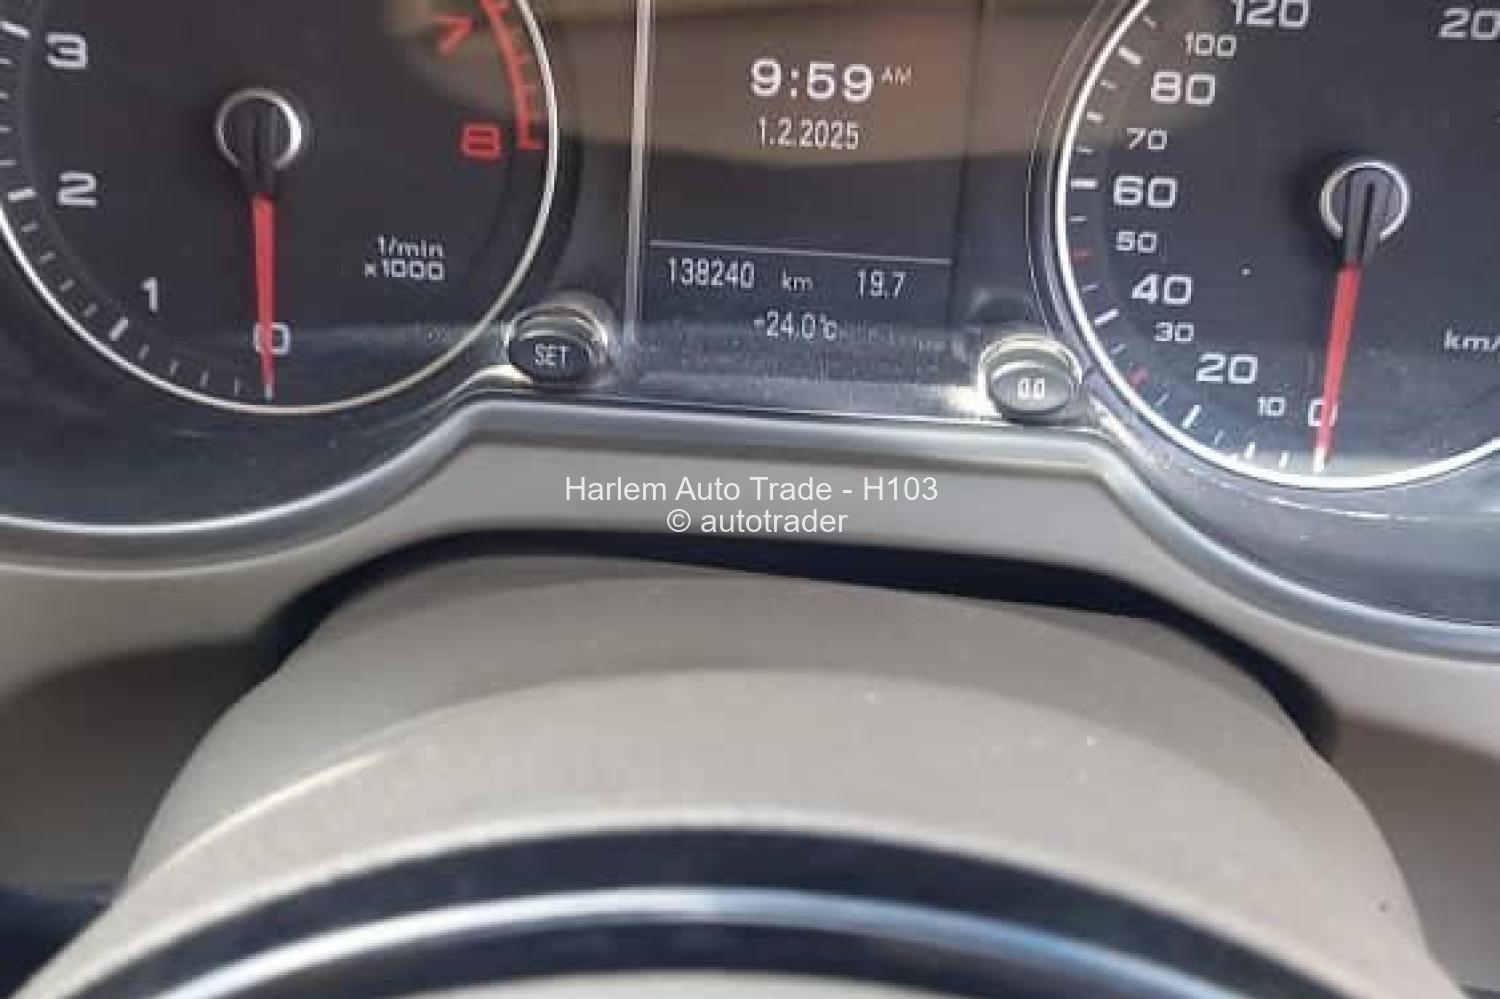 3
2
1
0
7
8
1/min
x1000
9:59 AM
1.2.2025
138240 km 19.7
+24.0°C
SET
0.0
120
100
80
70
60
50
40
30
20
10
0
20
km/
Harlem Auto Trade - H103
© autotrader